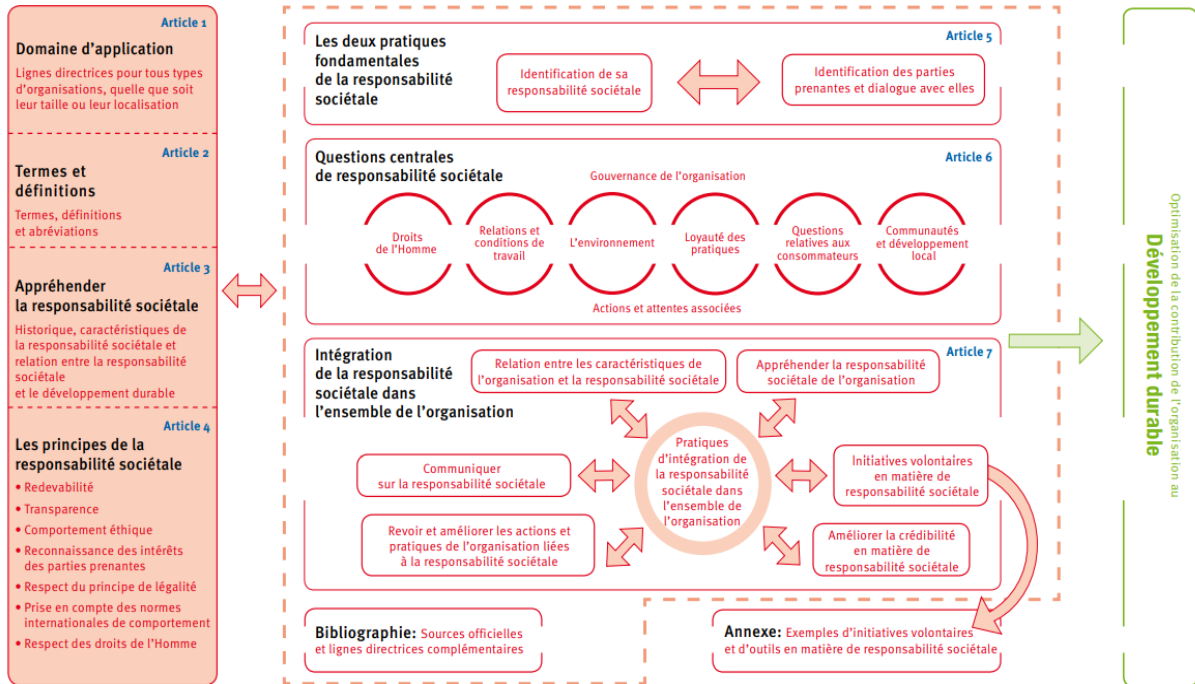 Article 1
Domaine d'application
Lignes directrices pour tous types
d'organisations, quelle que soit
leur taille ou leur localisation
Article 2
Termes et
définitions
Termes, définitions
et abréviations
Article 3
Appréhender
la responsabilité sociétale
Historique, caractéristiques de
la responsabilité sociétale et
relation entre la responsabilité
sociétale
et le développement durable
Article 4
Les principes de la
responsabilité sociétale
• Redevabilité
• Transparence
• Comportement éthique
• Reconnaissance des intérêts
des parties prenantes
• Respect du principe de légalité
• Prise en compte des normes
internationales de comportement
• Respect des droits de l'Homme
Article 5
Les deux pratiques
fondamentales
de la responsabilité
sociétale
Identification de sa
responsabilité sociétale
Identification des parties
prenantes et dialogue avec elles
Article 6
Questions centrales
de responsabilité sociétale
Gouvernance de l'organisation
Droits
de l'Homme
Relations et
conditions de
travail
L'environnement
Loyauté des
pratiques
Questions
relatives aux
consommateurs
Communautés
et développement
local
Actions et attentes associées
Article 7
Intégration
de la responsabilité
sociétale dans
l'ensemble de l'organisation
Relation entre les caractéristiques de
l'organisation et la responsabilité sociétale
Appréhender la responsabilité
sociétale de l'organisation
Communiquer
sur la responsabilité sociétale
Pratiques
d'intégration de
la responsabilité
sociétale dans
l'ensemble de
l'organisation
Initiatives volontaires
en matière de
responsabilité sociétale
Revoir et améliorer les actions et
pratiques de l'organisation liées
à la responsabilité sociétale
Améliorer la crédibilité
en matière de
responsabilité sociétale
Bibliographie: Sources officielles
et lignes directrices complémentaires
Annexe: Exemples d'initiatives volontaires
et d'outils en matière de responsabilité sociétale
Optimisation de la contribution de l'organisation au
Développement durable